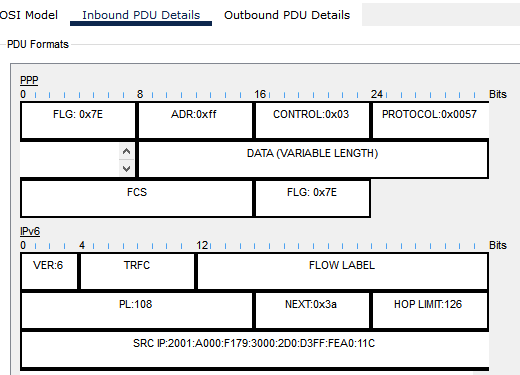 OSI Model Inbound PDU Details Outbound PDU Details
PDU Formats
PPP
0 8 16 24 Bits
FLG: 0x7E ADR:0xff CONTROL:0x03 PROTOCOL:0x0057
DATA (VARIABLE LENGTH)
FCS FLG: 0x7E
IPv6
0 4 12 Bits
VER:6 TRFC FLOW LABEL
PL:108 NEXT:0x3a HOP LIMIT:126
SRC IP:2001:A000:F179:3000:2D0:D3FF:FEA0:11C